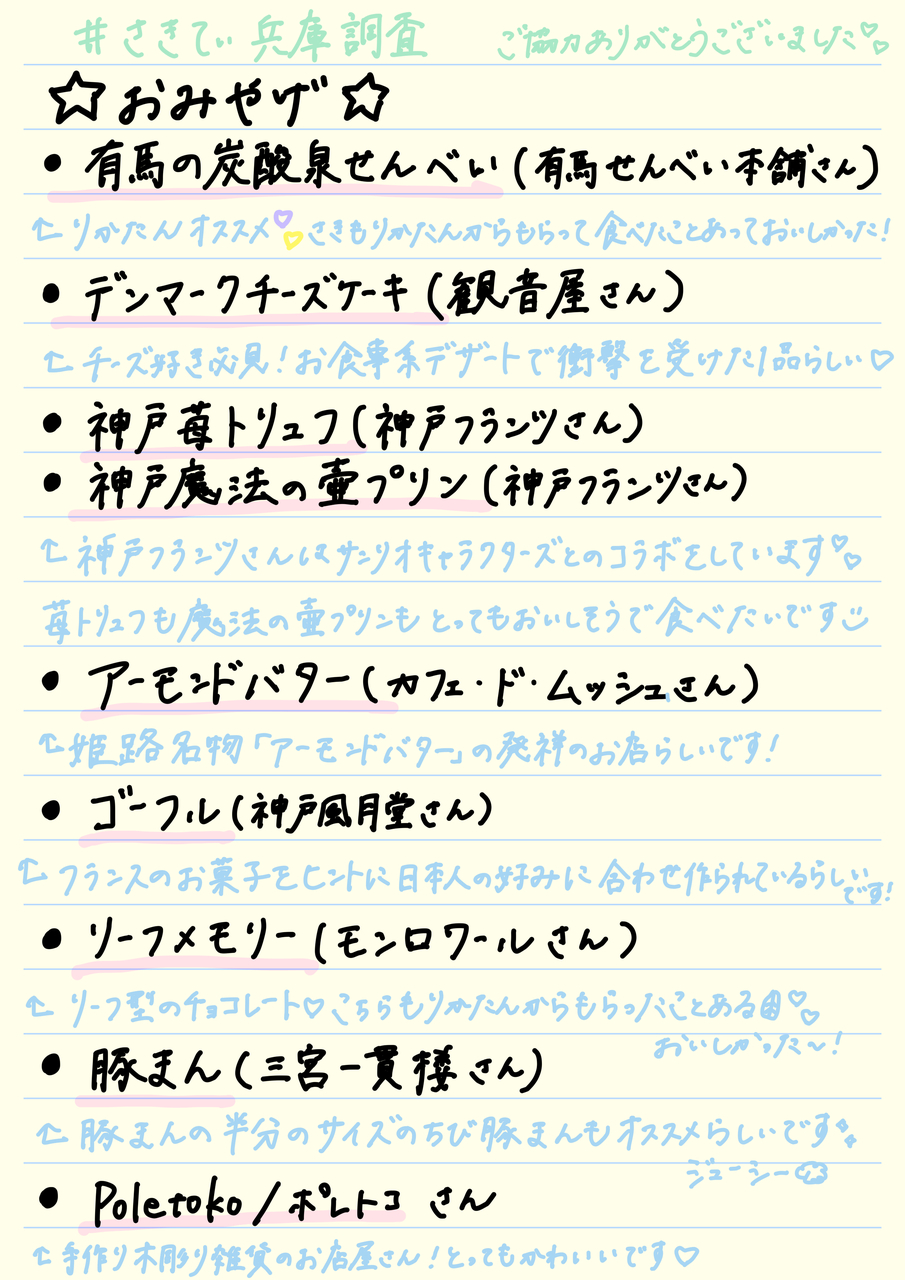 #さきてぃ兵庫調査 ご協力ありがとうございました♡♡
☆おみやげ☆
• 有馬の炭酸泉せんべい(有馬せんべい本舗さん)
↑りかたんオススメ♡♡さきもりかたんからもらって食べたことあっておいしかった!
• デンマークチーズケーキ(観音屋さん)
↑チーズ好き必見!お食事系デザートで衝撃を受けた1品らしい♡
• 神戸苺トリュフ(神戸フランツさん)
• 神戸魔法の壷プリン(神戸フランツさん)
↑神戸フランツさんはサンリオキャラクターズとのコラボをしています♡♡
苺トリュフも魔法の壷プリンもとってもおいしそうで食べたいです
• アーモンドバター(カフェ・ド・ムッシュさん)
↑姫路名物「アーモンドバター」の発祥のお店らしいです!
• ゴーフル(神戸風月堂さん)
↑フランスのお菓子をヒントに日本人の好みに合わせ作られているらしいです!
• リーフメモリー(モンロワールさん)
↑リーフ型のチョコレート♡こちらもりかたんからもらったことある♡♡
おいしかった〜!
• 豚まん(三宮一貫樓さん)
↑豚まんの半分のサイズのちび豚まんもオススメらしいです
ジューシー
• Poletoko/ポレトコ さん
↑手作り木彫り雑貨のお店屋さん!とってもかわいいです♡